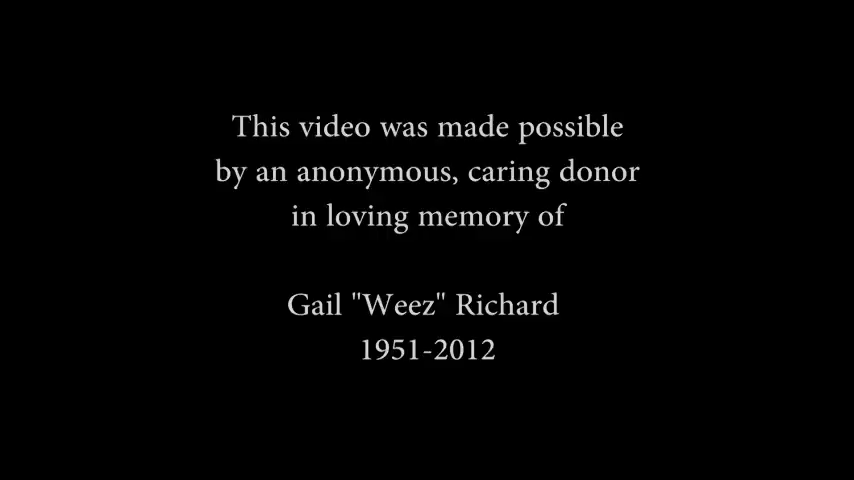 This video was made possible
by an anonymous, caring donor
in loving memory of
Gail "Weez" Richard
1951-2012